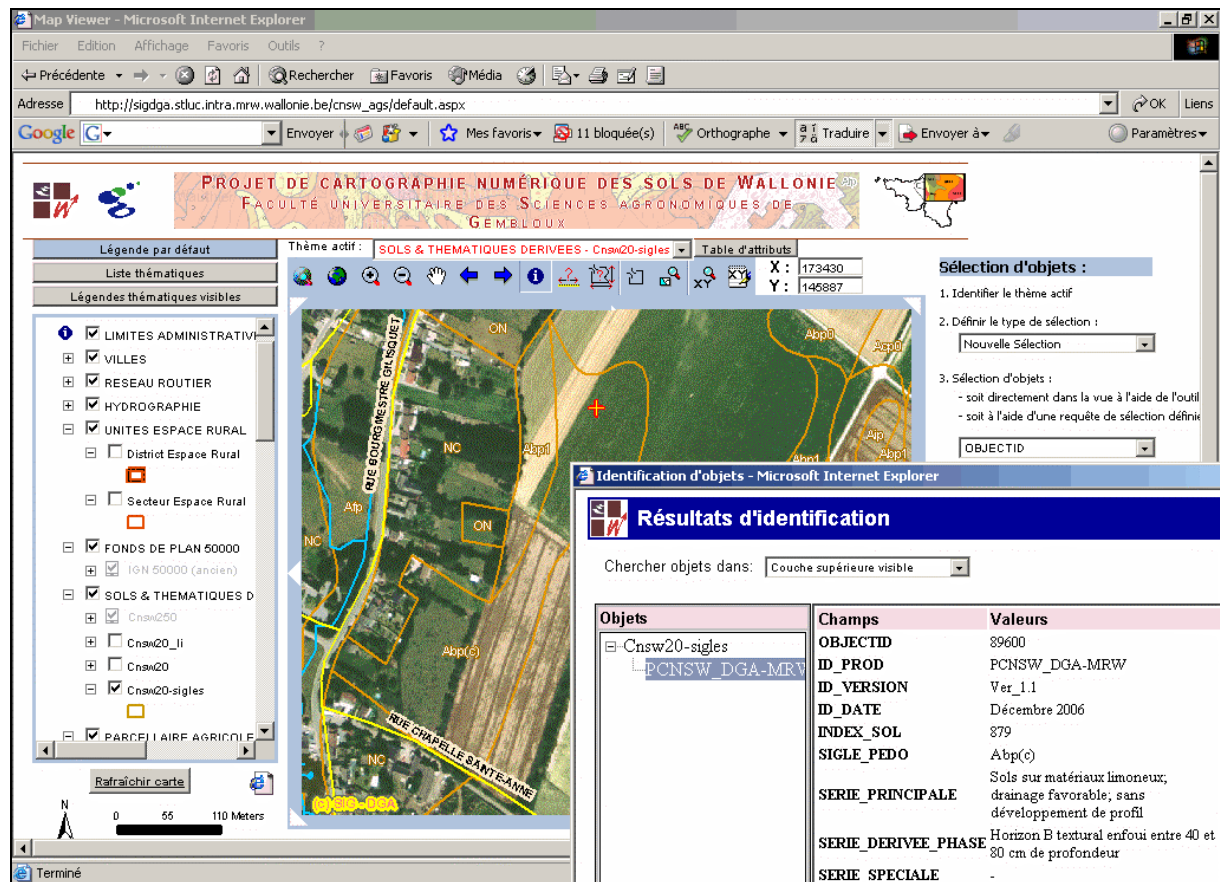 Map Viewer - Microsoft Internet Explorer
Fichier Edition Affichage Favoris Outils ?
Précédente Rechercher Favoris Média
Adresse http://sigdga.stluc.intra.mrw.wallonie.be/cnsw_ags/default.aspx OK Liens
Google G Envoyer Mes favoris 11 bloquée(s) ABC Orthographe Traduire Envoyer à Paramètres
PROJET DE CARTOGRAPHIE NUMÉRIQUE DES SOLS DE WALLONIE
FACULTÉ UNIVERSITAIRE DES SCIENCES AGRONOMIQUES DE
GEMBLOUX
Légende par défaut
Liste thématiques
Légendes thématiques visibles
Thème actif : SOLS & THEMATIQUES DERIVEES - Cnsw20-sigles Table d'attributs
X : 173430
Y : 145887
LIMITES ADMINISTRATIV
VILLES
RESEAU ROUTIER
HYDROGRAPHIE
UNITES ESPACE RURAL
District Espace Rural
Secteur Espace Rural
FONDS DE PLAN 50000
IGN 50000 (ancien)
SOLS & THEMATIQUES D
Cnsw250
Cnsw20_li
Cnsw20
Cnsw20-sigles
PARCELLAIRE AGRICOLE
Rafraîchir carte
N
0 55 110 Meters
Terminé
ON
Abp0
Abp0
RUE BOURGMESTRE GILISQUET
NC
Abp1
Abp1
Ajp
Abp1
Afp
ON
NC
Abp(c)
RUE CHAPELLE SAINTE-ANNE
NC
(c) SIG - DGA
Sélection d'objets :
1. Identifier le thème actif
2. Définir le type de sélection :
Nouvelle Sélection
3. Sélection d'objets :
- soit directement dans la vue à l'aide de l'outil
- soit à l'aide d'une requête de sélection définie
OBJECTID
Identification d'objets - Microsoft Internet Explorer
Résultats d'identification
Chercher objets dans: Couche supérieure visible
Objets
Cnsw20-sigles
PCNSW_DGA-MRW
Champs Valeurs
OBJECTID 89600
ID_PROD PCNSW_DGA-MRW
ID_VERSION Ver_1.1
ID_DATE Décembre 2006
INDEX_SOL 879
SIGLE_PEDO Abp(c)
SERIE_PRINCIPALE Sols sur matériaux limoneux;
drainage favorable; sans
développement de profil
SERIE_DERIVEE_PHASE Horizon B textural enfoui entre 40 et
80 cm de profondeur
SERIE_SPECIALE -